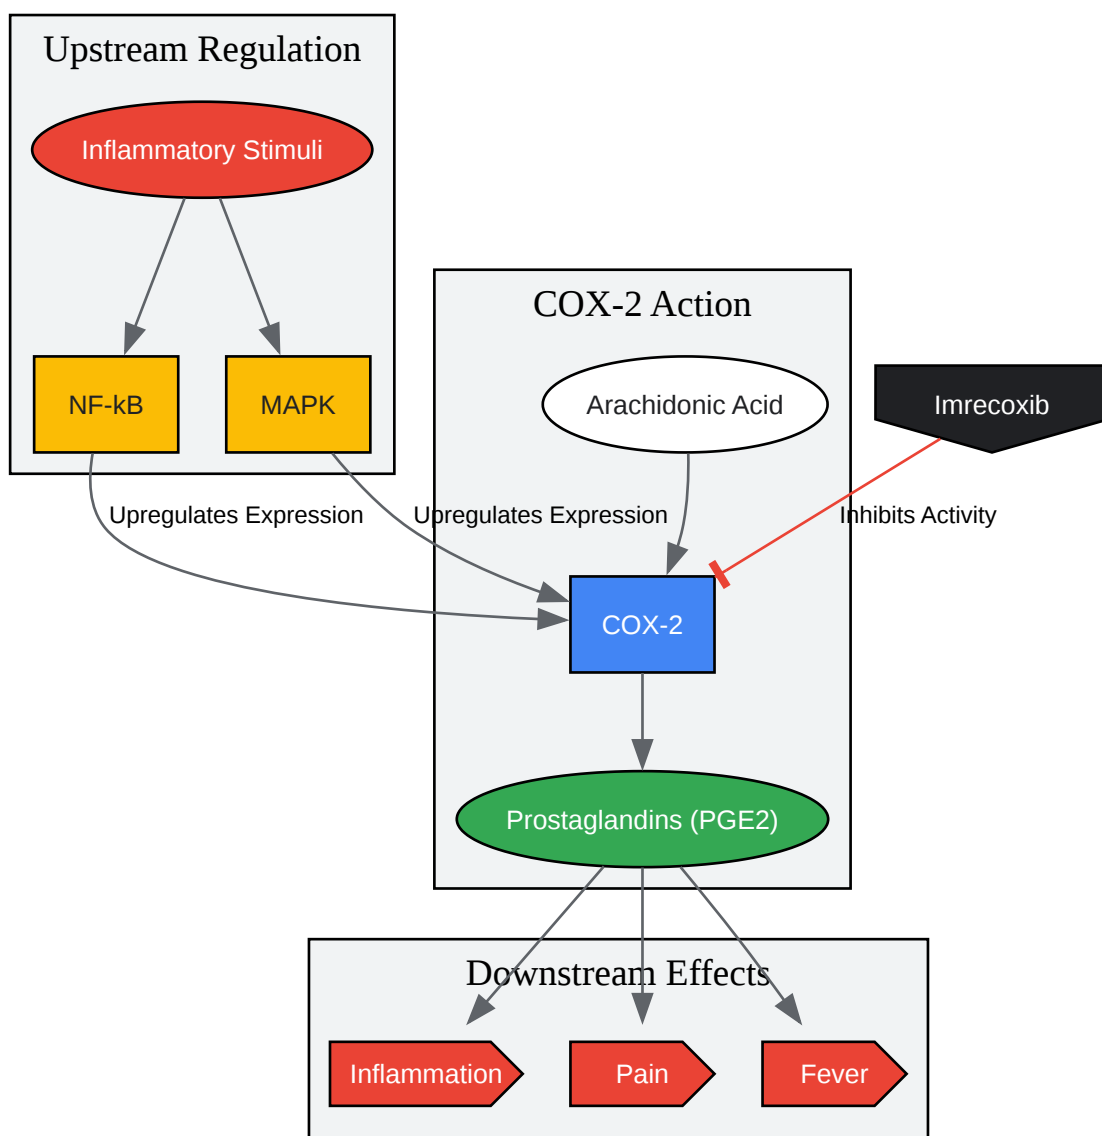 Upstream Regulation
Inflammatory Stimuli
NF-kB
MAPK
COX-2 Action
Arachidonic Acid
Imrecoxib
Upregulates Expression
Upregulates Expression
Inhibits Activity
COX-2
Prostaglandins (PGE2)
Downstream Effects
Inflammation
Pain
Fever